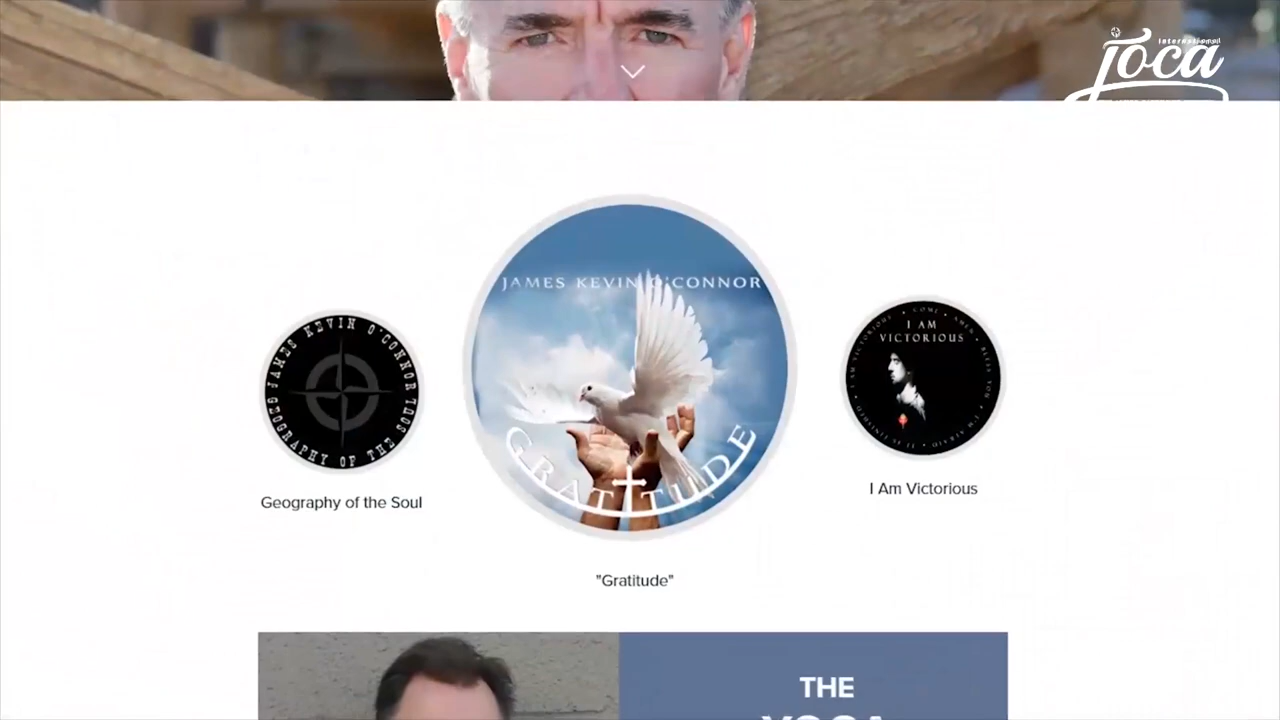 International
Joca
JAMES KEVIN O'CONNOR
GRATITUDE
JAMES KEVIN O'CONNOR
GEOGRAPHY OF THE SOUL
I AM
VICTORIOUS
Geography of the Soul
I Am Victorious
"Gratitude"
THE